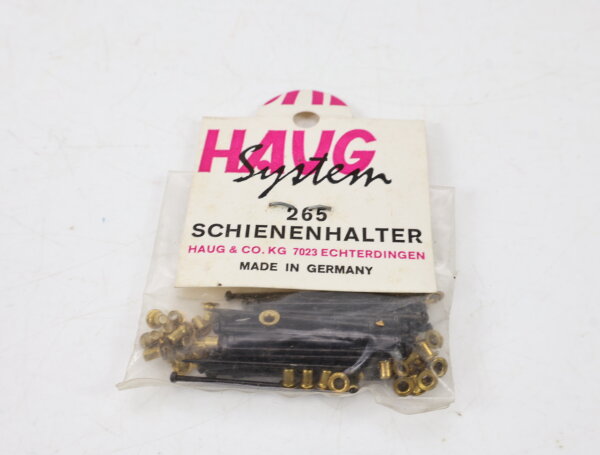 HAUG
System
265
SCHIENENHALTER
HAUG & CO. KG 7023 ECHTERDINGEN
MADE IN GERMANY